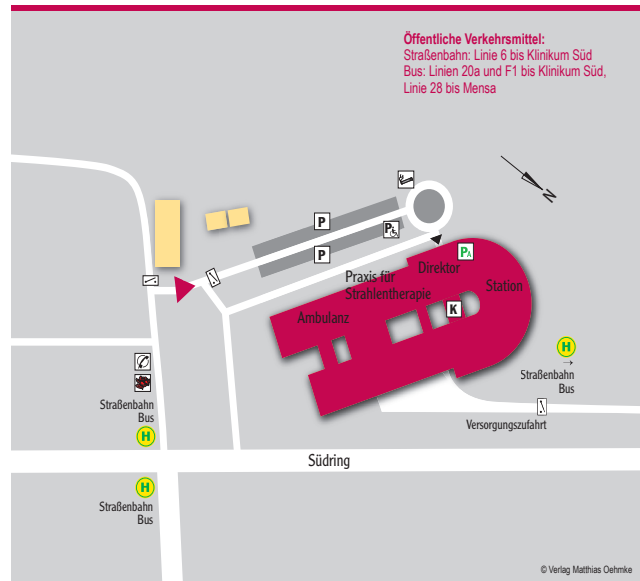 Öffentliche Verkehrsmittel:
Straßenbahn: Linie 6 bis Klinikum Süd
Bus: Linien 20a und F1 bis Klinikum Süd,
Linie 28 bis Mensa
N
P
P
P
PA
Direktor
Praxis für
Strahlentherapie
Station
K
Ambulanz
H
→
Straßenbahn
Bus
Straßenbahn
Bus
H
Versorgungszufahrt
Südring
H
Straßenbahn
Bus
© Verlag Matthias Oehmke